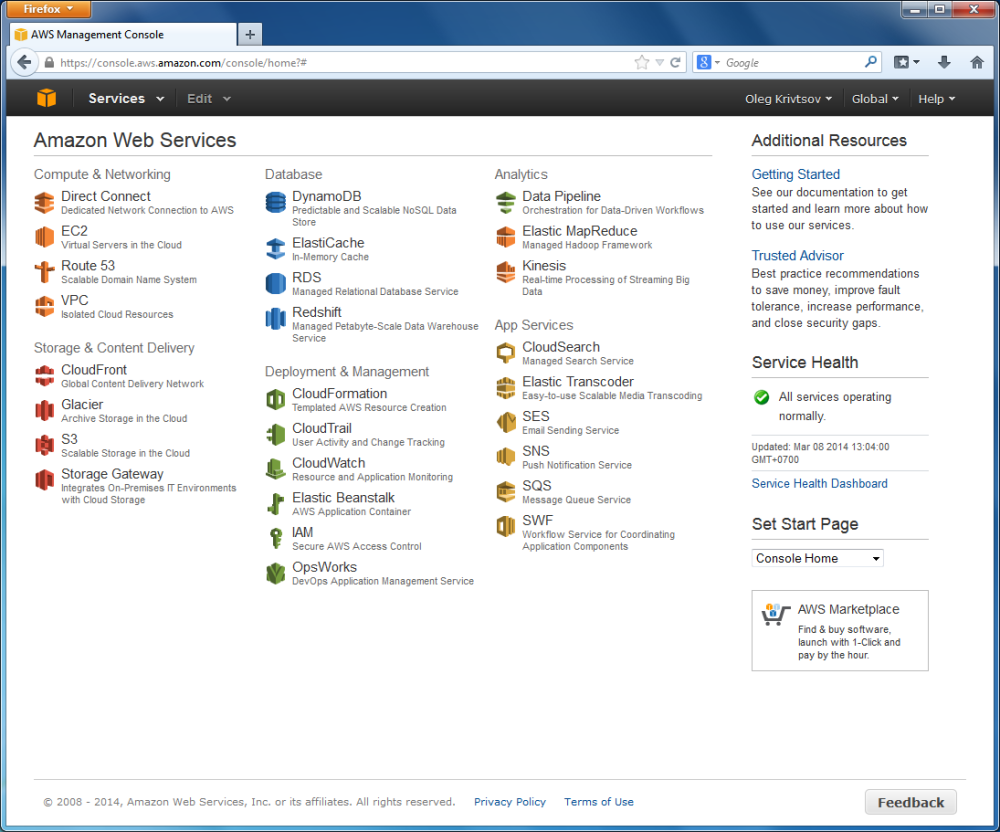 Firefox
AWS Management Console
https://console.aws.amazon.com/console/home?#
Google
Services
Edit
Oleg Krivtsov
Global
Help
Amazon Web Services
Compute & Networking
Direct Connect
Dedicated Network Connection to AWS
EC2
Virtual Servers in the Cloud
Route 53
Scalable Domain Name System
VPC
Isolated Cloud Resources
Storage & Content Delivery
CloudFront
Global Content Delivery Network
Glacier
Archive Storage in the Cloud
S3
Scalable Storage in the Cloud
Storage Gateway
Integrates On-Premises IT Environments
with Cloud Storage
Database
DynamoDB
Predictable and Scalable NoSQL Data
Store
ElastiCache
In-Memory Cache
RDS
Managed Relational Database Service
Redshift
Managed Petabyte-Scale Data Warehouse
Service
Deployment & Management
CloudFormation
Templated AWS Resource Creation
CloudTrail
User Activity and Change Tracking
CloudWatch
Resource and Application Monitoring
Elastic Beanstalk
AWS Application Container
IAM
Secure AWS Access Control
OpsWorks
DevOps Application Management Service
Analytics
Data Pipeline
Orchestration for Data-Driven Workflows
Elastic MapReduce
Managed Hadoop Framework
Kinesis
Real-time Processing of Streaming Big
Data
App Services
CloudSearch
Managed Search Service
Elastic Transcoder
Easy-to-use Scalable Media Transcoding
SES
Email Sending Service
SNS
Push Notification Service
SQS
Message Queue Service
SWF
Workflow Service for Coordinating
Application Components
Additional Resources
Getting Started
See our documentation to get
started and learn more about how
to use our services.
Trusted Advisor
Best practice recommendations
to save money, improve fault
tolerance, increase performance,
and close security gaps.
Service Health
All services operating
normally.
Updated: Mar 08 2014 13:04:00
GMT+0700
Service Health Dashboard
Set Start Page
Console Home
AWS Marketplace
Find & buy software,
launch with 1-Click and
pay by the hour.
© 2008 - 2014, Amazon Web Services, Inc. or its affiliates. All rights reserved.
Privacy Policy
Terms of Use
Feedback